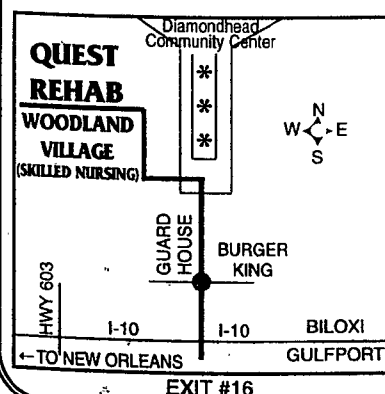 Diamondhead
Community Center
QUEST
REHAB
WOODLAND
VILLAGE
(SKILLED NURSING)
* * *
N
W E
S
GUARD
HOUSE
BURGER
KING
HWY 603
I-10
I-10
BILOXI
←TO NEW ORLEANS
GULFPORT
EXIT #16